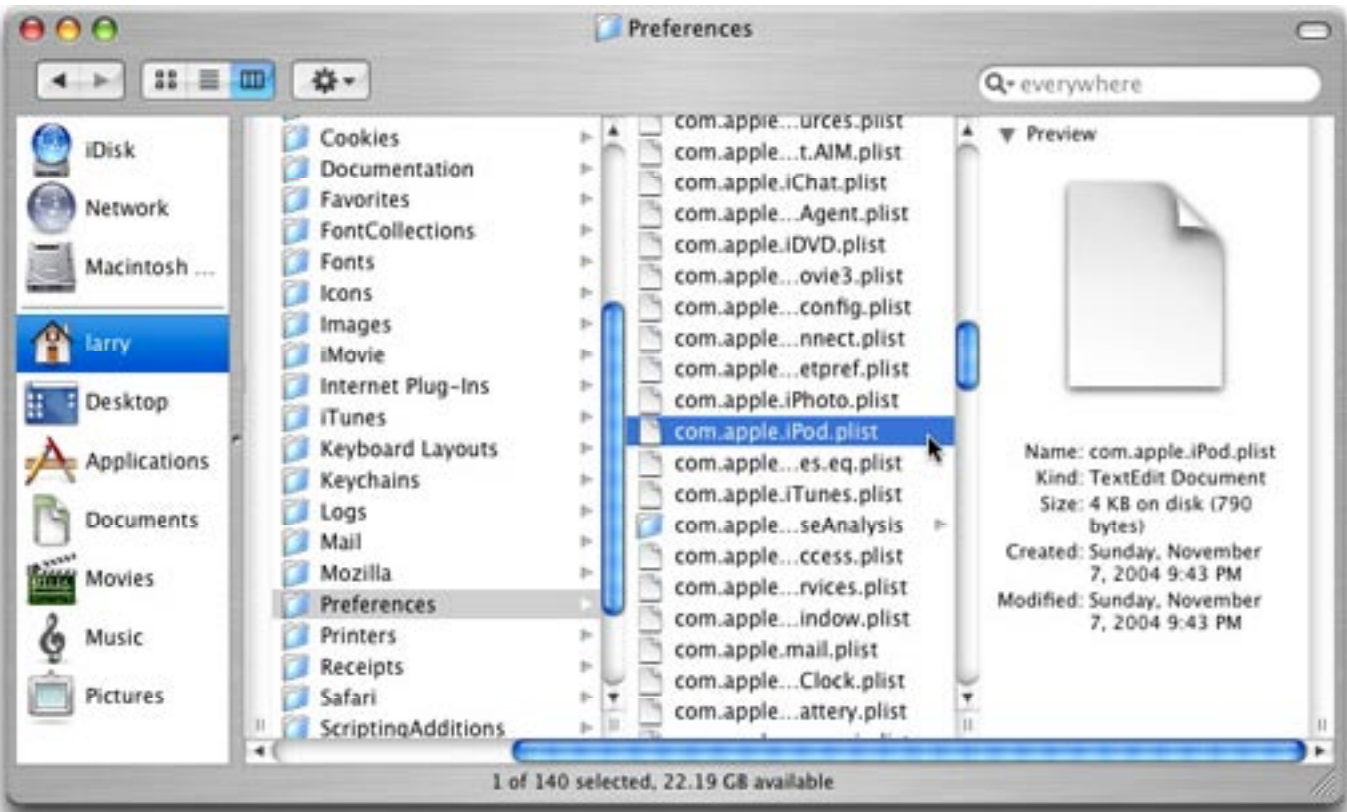 Preferences
everywhere
iDisk
Network
Macintosh ...
larry
Desktop
Applications
Documents
Movies
Music
Pictures
Cookies
Documentation
Favorites
FontCollections
Fonts
Icons
Images
iMovie
Internet Plug-Ins
iTunes
Keyboard Layouts
Keychains
Logs
Mail
Mozilla
Preferences
Printers
Receipts
Safari
ScriptingAdditions
com.apple...urces.plist
com.apple...t.AIM.plist
com.apple.iChat.plist
com.apple...Agent.plist
com.apple.iDVD.plist
com.apple...ovie3.plist
com.apple...config.plist
com.apple...nnect.plist
com.apple...etpref.plist
com.apple.iPhoto.plist
com.apple.iPod.plist
com.apple...es.eq.plist
com.apple.iTunes.plist
com.apple...seAnalysis
com.apple...ccess.plist
com.apple...rvices.plist
com.apple...indow.plist
com.apple.mail.plist
com.apple...Clock.plist
com.apple...attery.plist
Preview
Name: com.apple.iPod.plist
Kind: TextEdit Document
Size: 4 KB on disk (790
bytes)
Created: Sunday, November
7, 2004 9:43 PM
Modified: Sunday, November
7, 2004 9:43 PM
1 of 140 selected, 22.19 GB available